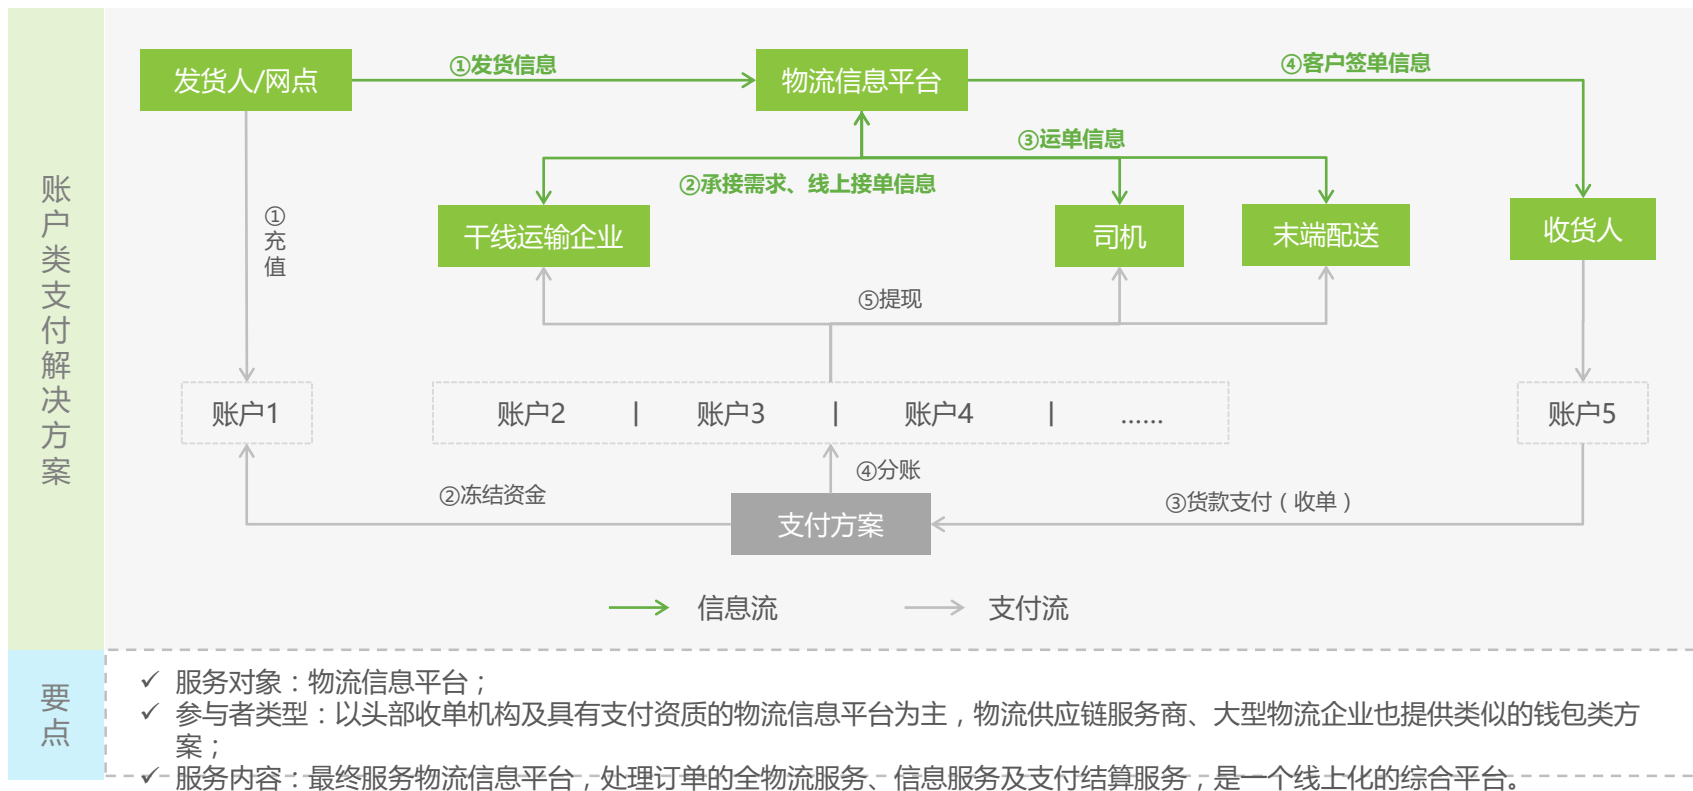 账户类支付解决方案
发货人/网点
①发货信息
物流信息平台
④客户签单信息
③运单信息
②承接需求、线上接单信息
①充值
干线运输企业
司机
末端配送
收货人
⑤提现
账户1
账户2 | 账户3 | 账户4 | ......
账户5
②冻结资金
④分账
③货款支付（收单）
支付方案
信息流
支付流
要点
✓ 服务对象：物流信息平台；
✓ 参与者类型：以头部收单机构及具有支付资质的物流信息平台为主，物流供应链服务商、大型物流企业也提供类似的钱包类方
案；
✓ 服务内容：最终服务物流信息平台，处理订单的全物流服务、信息服务及支付结算服务，是一个线上化的综合平台。